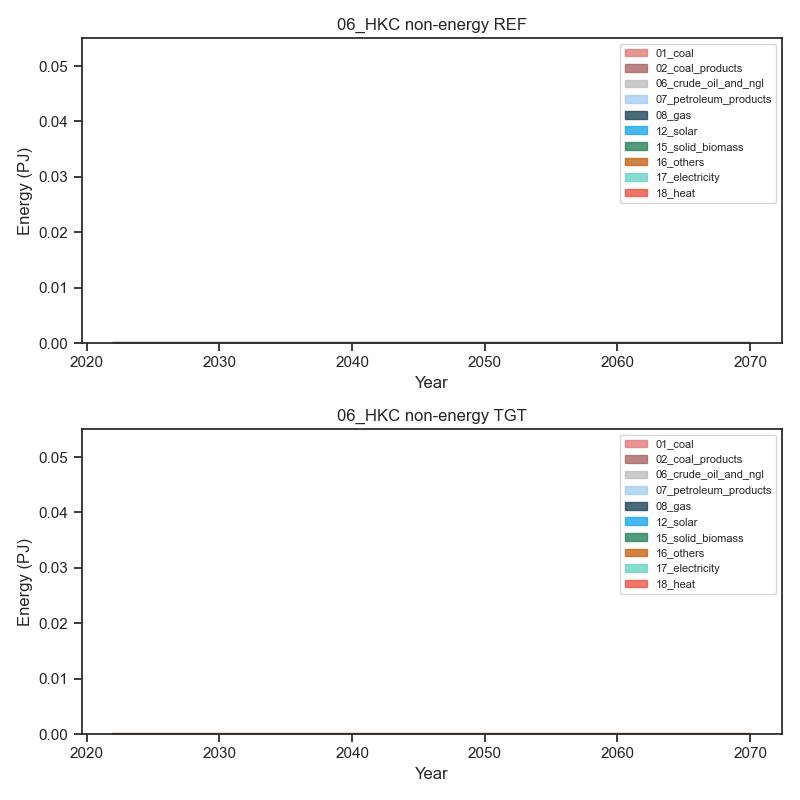 06_HKC non-energy REF
Energy (PJ)
0.05
0.04
0.03
0.02
0.01
0.00
01_coal
02_coal_products
06_crude_oil_and_ngl
07_petroleum_products
08_gas
12_solar
15_solid_biomass
16_others
17_electricity
18_heat
2020 2030 2040 2050 2060 2070
Year
06_HKC non-energy TGT
Energy (PJ)
0.05
0.04
0.03
0.02
0.01
0.00
01_coal
02_coal_products
06_crude_oil_and_ngl
07_petroleum_products
08_gas
12_solar
15_solid_biomass
16_others
17_electricity
18_heat
2020 2030 2040 2050 2060 2070
Year